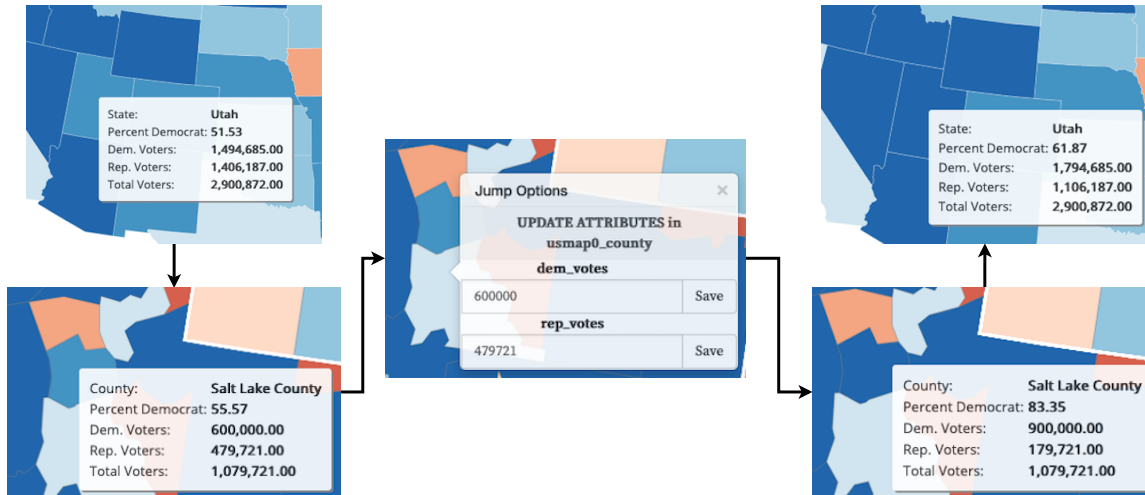 State: Utah
Percent Democrat: 51.53
Dem. Voters: 1,494,685.00
Rep. Voters: 1,406,187.00
Total Voters: 2,900,872.00
County: Salt Lake County
Percent Democrat: 55.57
Dem. Voters: 600,000.00
Rep. Voters: 479,721.00
Total Voters: 1,079,721.00
Jump Options ×
UPDATE ATTRIBUTES in
usmap0_county
dem_votes
600000 Save
rep_votes
479721 Save
County: Salt Lake County
Percent Democrat: 83.35
Dem. Voters: 900,000.00
Rep. Voters: 179,721.00
Total Voters: 1,079,721.00
State: Utah
Percent Democrat: 61.87
Dem. Voters: 1,794,685.00
Rep. Voters: 1,106,187.00
Total Voters: 2,900,872.00